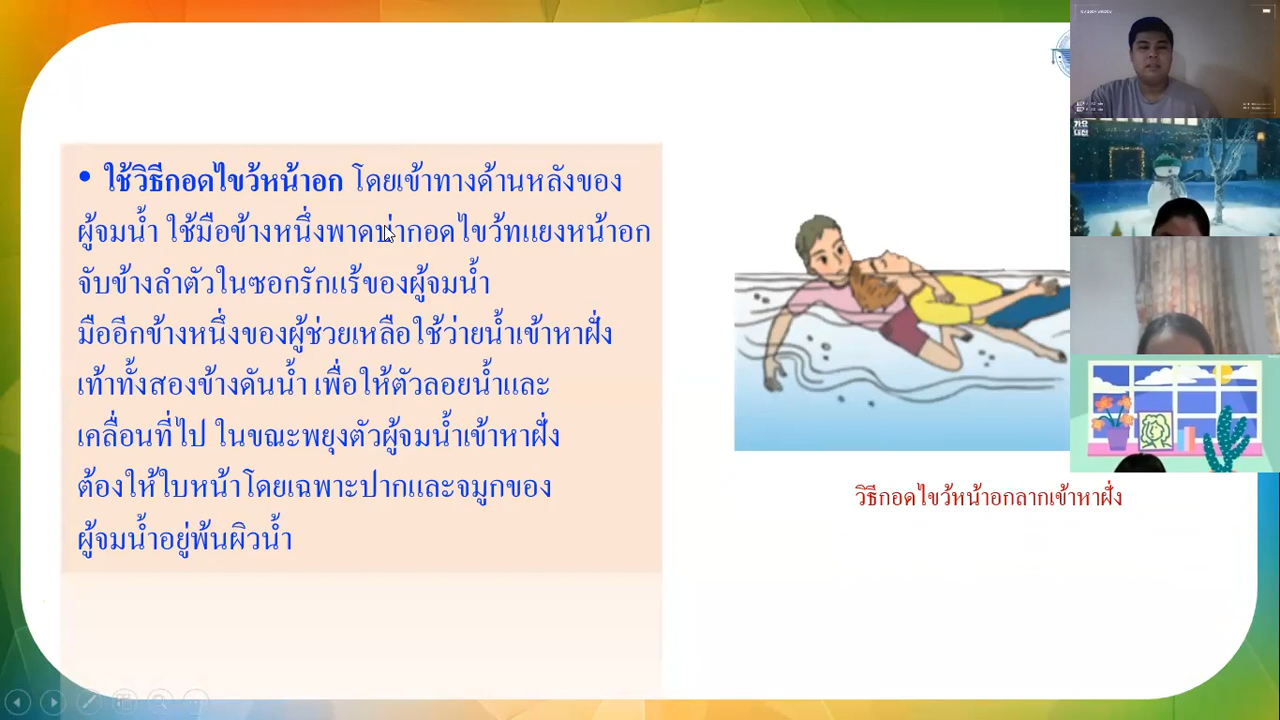 • ใช้วิธีกอดไขว้หน้าอก โดยเข้าทางด้านหลังของ
ผู้จมน้ำ ใช้มือข้างหนึ่งพาดบ่ากอดไขว้ทแยงหน้าอก
จับข้างลำตัวในซอกรักแร้ของผู้จมน้ำ
มืออีกข้างหนึ่งของผู้ช่วยเหลือใช้ว่ายน้ำเข้าหาฝั่ง
เท้าทั้งสองข้างดันน้ำ เพื่อให้ตัวลอยน้ำและ
เคลื่อนที่ไป ในขณะพยุงตัวผู้จมน้ำเข้าหาฝั่ง
ต้องให้ใบหน้าโดยเฉพาะปากและจมูกของ
ผู้จมน้ำอยู่พ้นผิวน้ำ
วิธีกอดไขว้หน้าอกลากเข้าหาฝั่ง
가요
대전